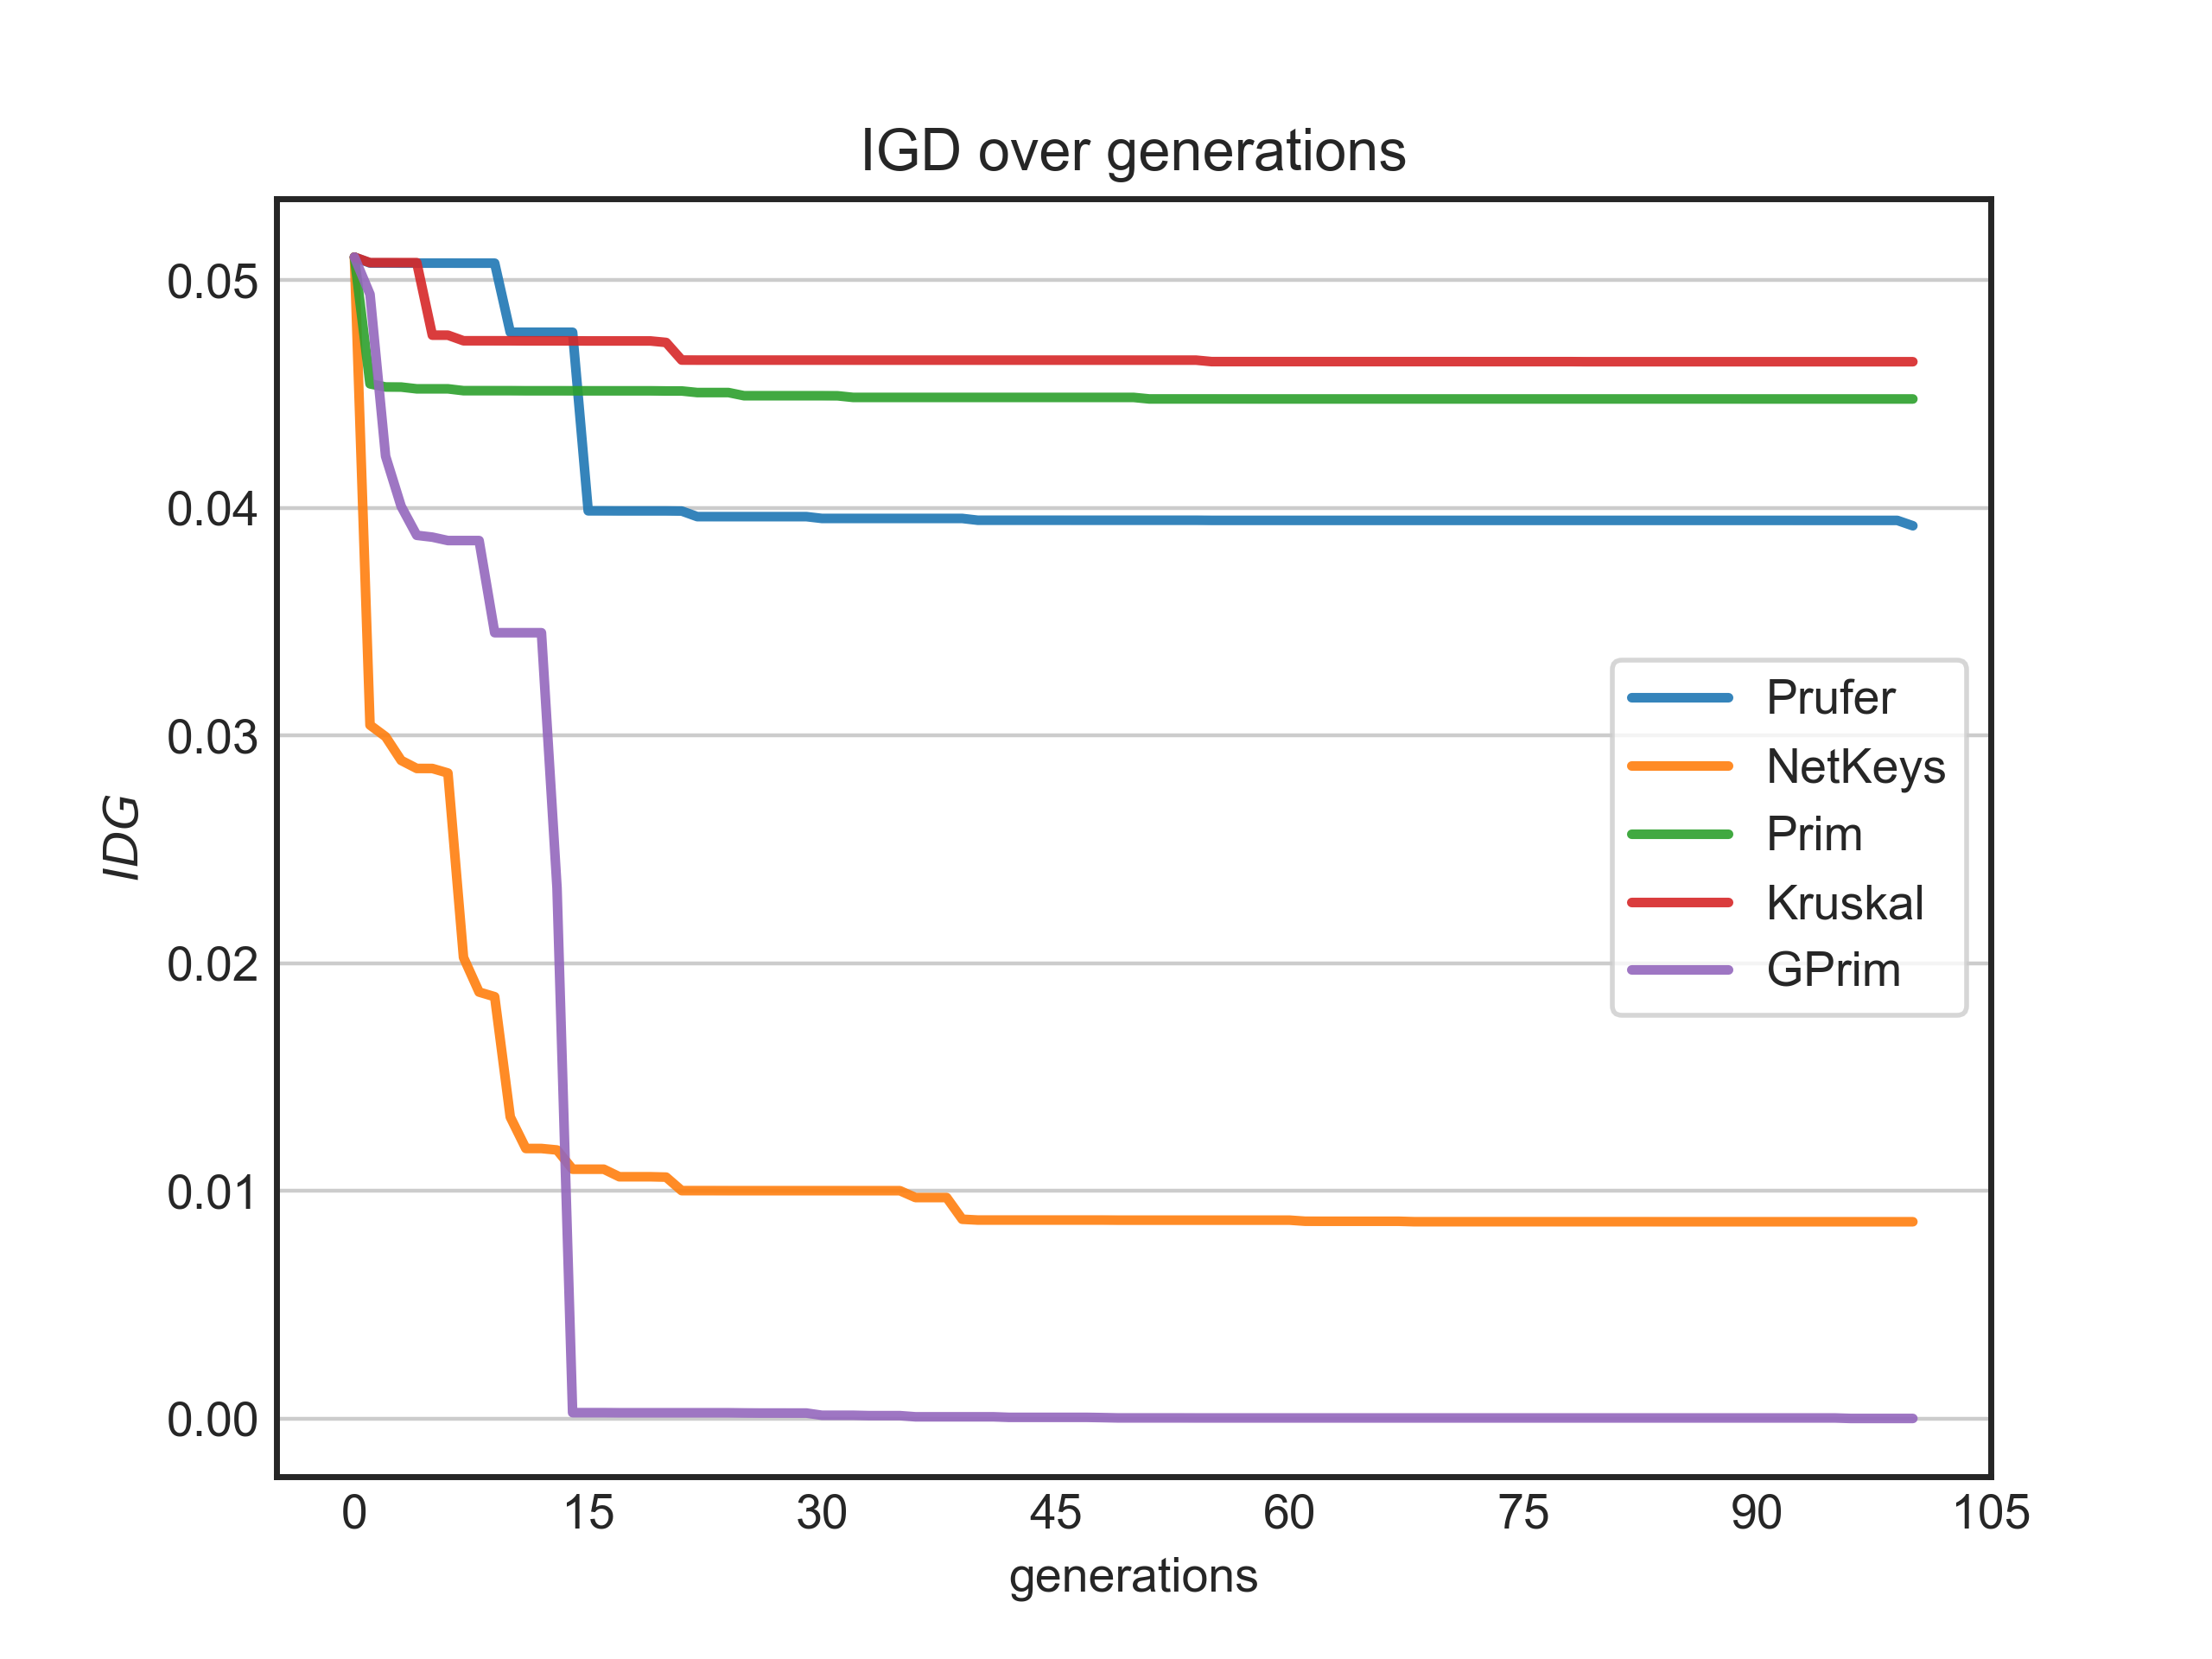 IGD over generations
0.05
0.04
0.03
0.02
0.01
0.00
IDG
Prufer
NetKeys
Prim
Kruskal
GPrim
0 15 30 45 60 75 90 105
generations